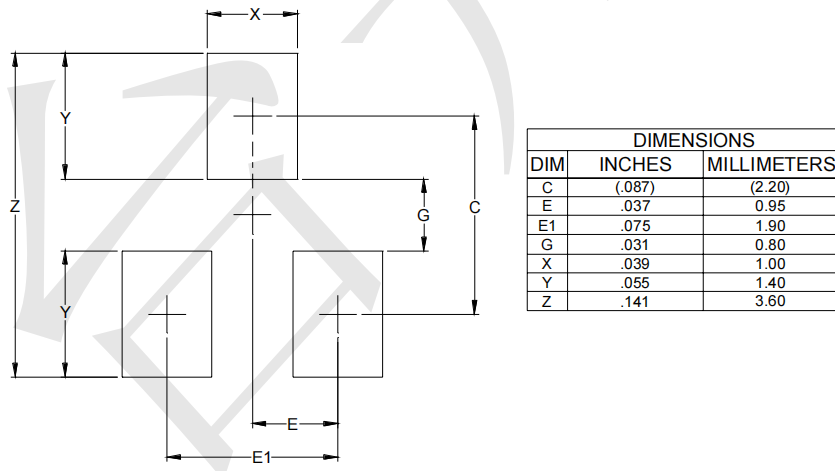 X
Y
Z
G
C
Y
E
E1
DIMENSIONS
DIM INCHES MILLIMETERS
C (.087) (2.20)
E .037 0.95
E1 .075 1.90
G .031 0.80
X .039 1.00
Y .055 1.40
Z .141 3.60